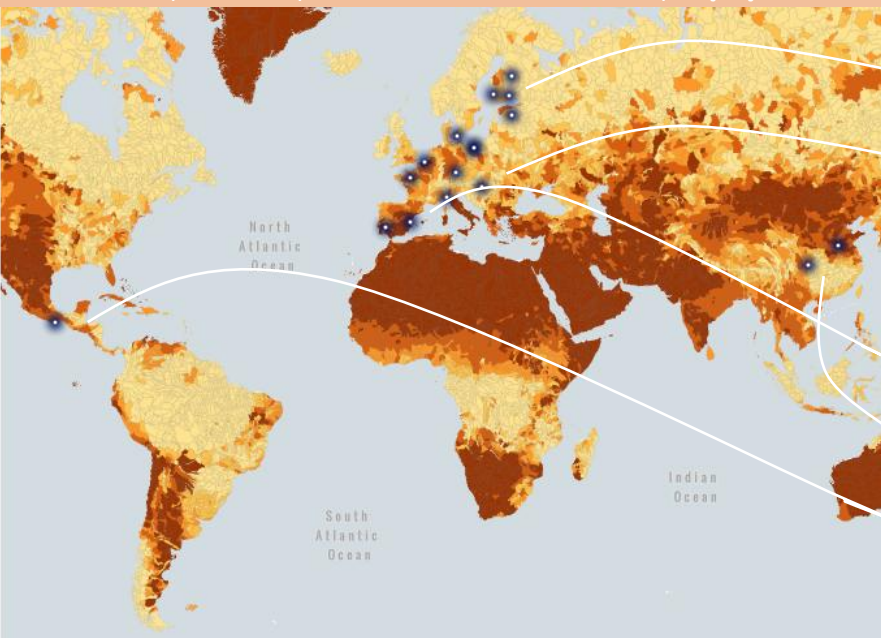 North
Atlantic
Ocean
Indian
Ocean
South
Atlantic
Ocean